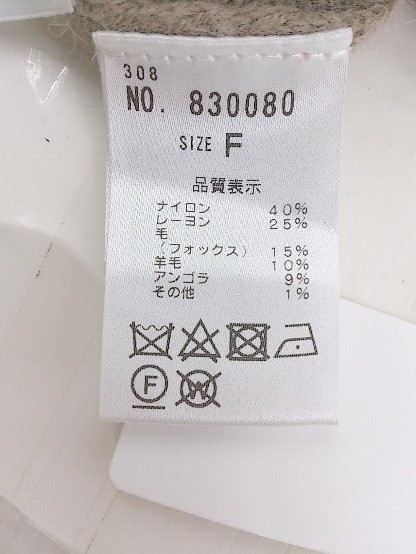 308
NO. 830080
SIZE F
品質表示
ナイロン 40%
レーヨン 25%
毛
(フォックス) 15%
羊毛 10%
アンゴラ 9%
その他 1%
F W